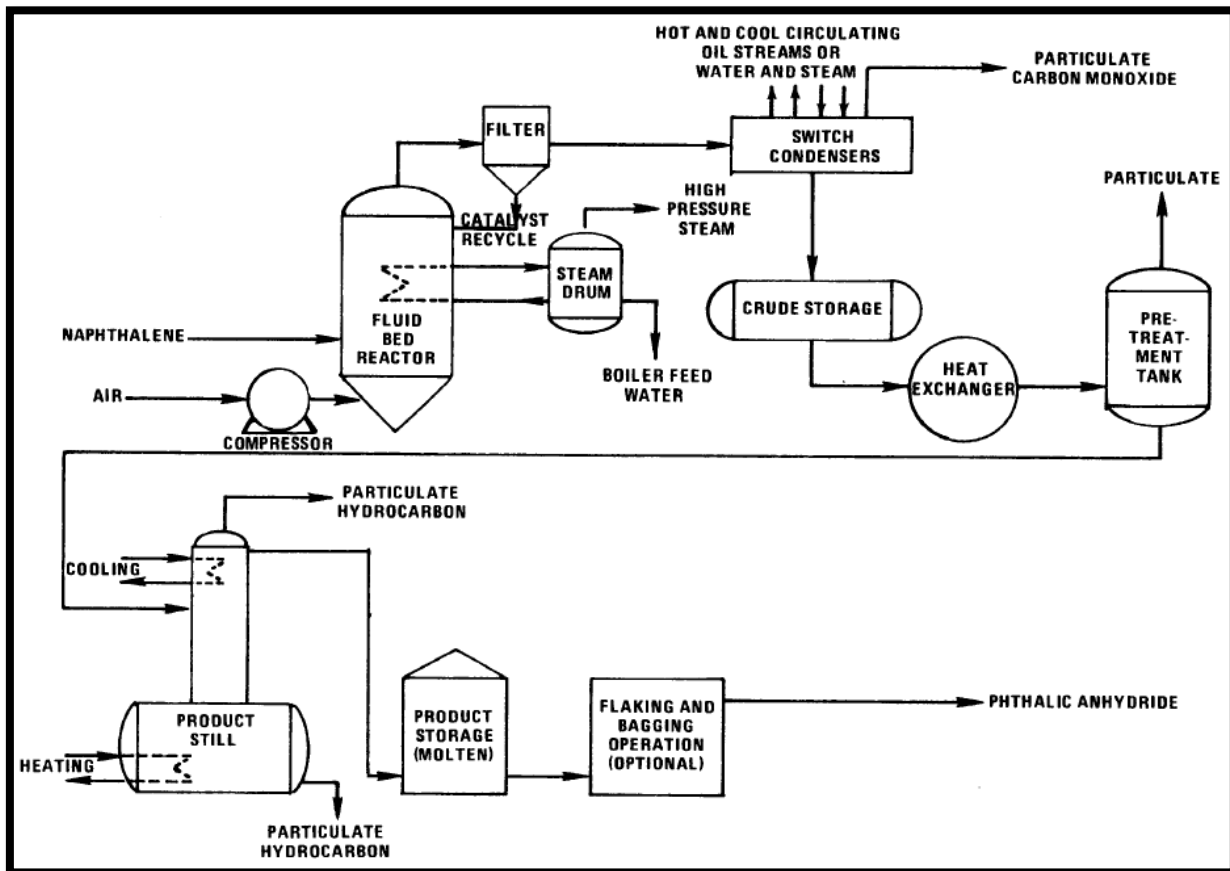 HOT AND COOL CIRCULATING
OIL STREAMS OR
WATER AND STEAM
PARTICULATE
CARBON MONOXIDE
FILTER
SWITCH
CONDENSERS
PARTICULATE
CATALYST
RECYCLE
HIGH
PRESSURE
STEAM
STEAM
DRUM
CRUDE STORAGE
NAPHTHALENE
FLUID
BED
REACTOR
PRE-
TREAT-
MENT
TANK
HEAT
EXCHANGER
BOILER FEED
WATER
AIR
COMPRESSOR
PARTICULATE
HYDROCARBON
COOLING
PRODUCT
STILL
HEATING
PARTICULATE
HYDROCARBON
PRODUCT
STORAGE
(MOLTEN)
FLAKING AND
BAGGING
OPERATION
(OPTIONAL)
PHTHALIC ANHYDRIDE